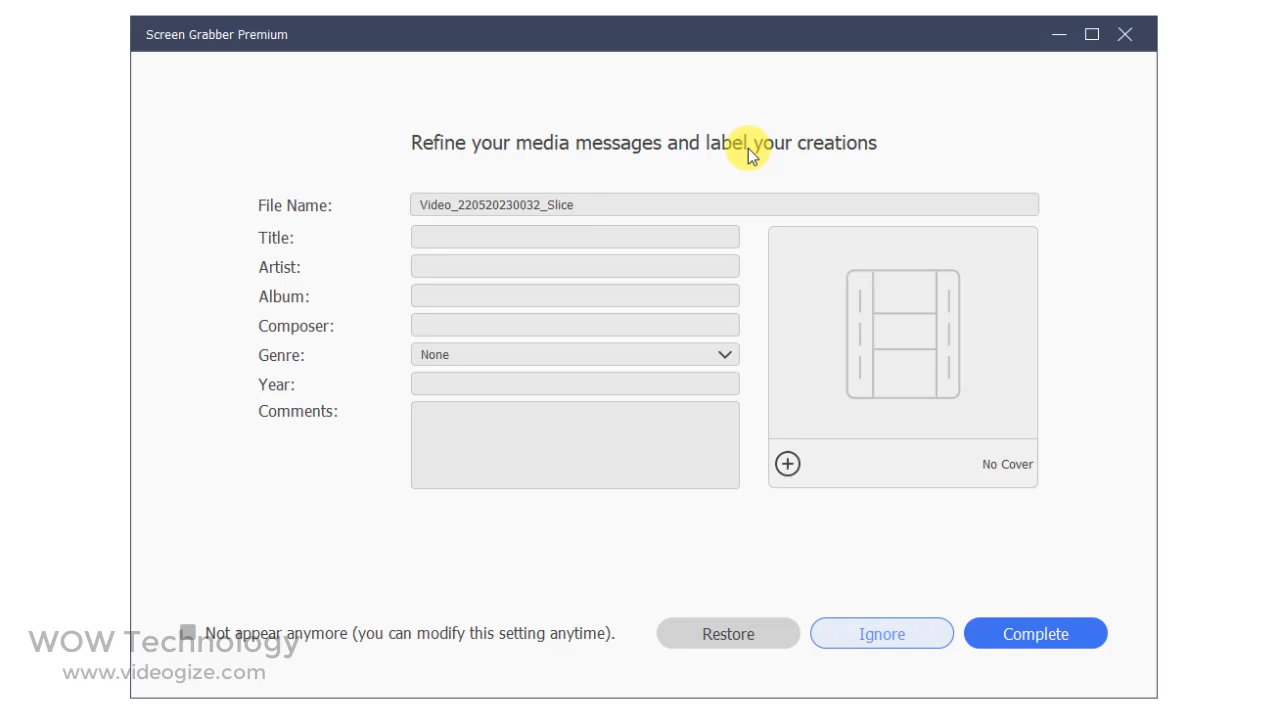 Screen Grabber Premium
Refine your media messages and label your creations
File Name: Video_220520230032_Slice
Title:
Artist:
Album:
Composer:
Genre: None
Year:
Comments:
No Cover
Not appear anymore (you can modify this setting anytime). Restore Ignore Complete
WOW Technology
www.videogize.com